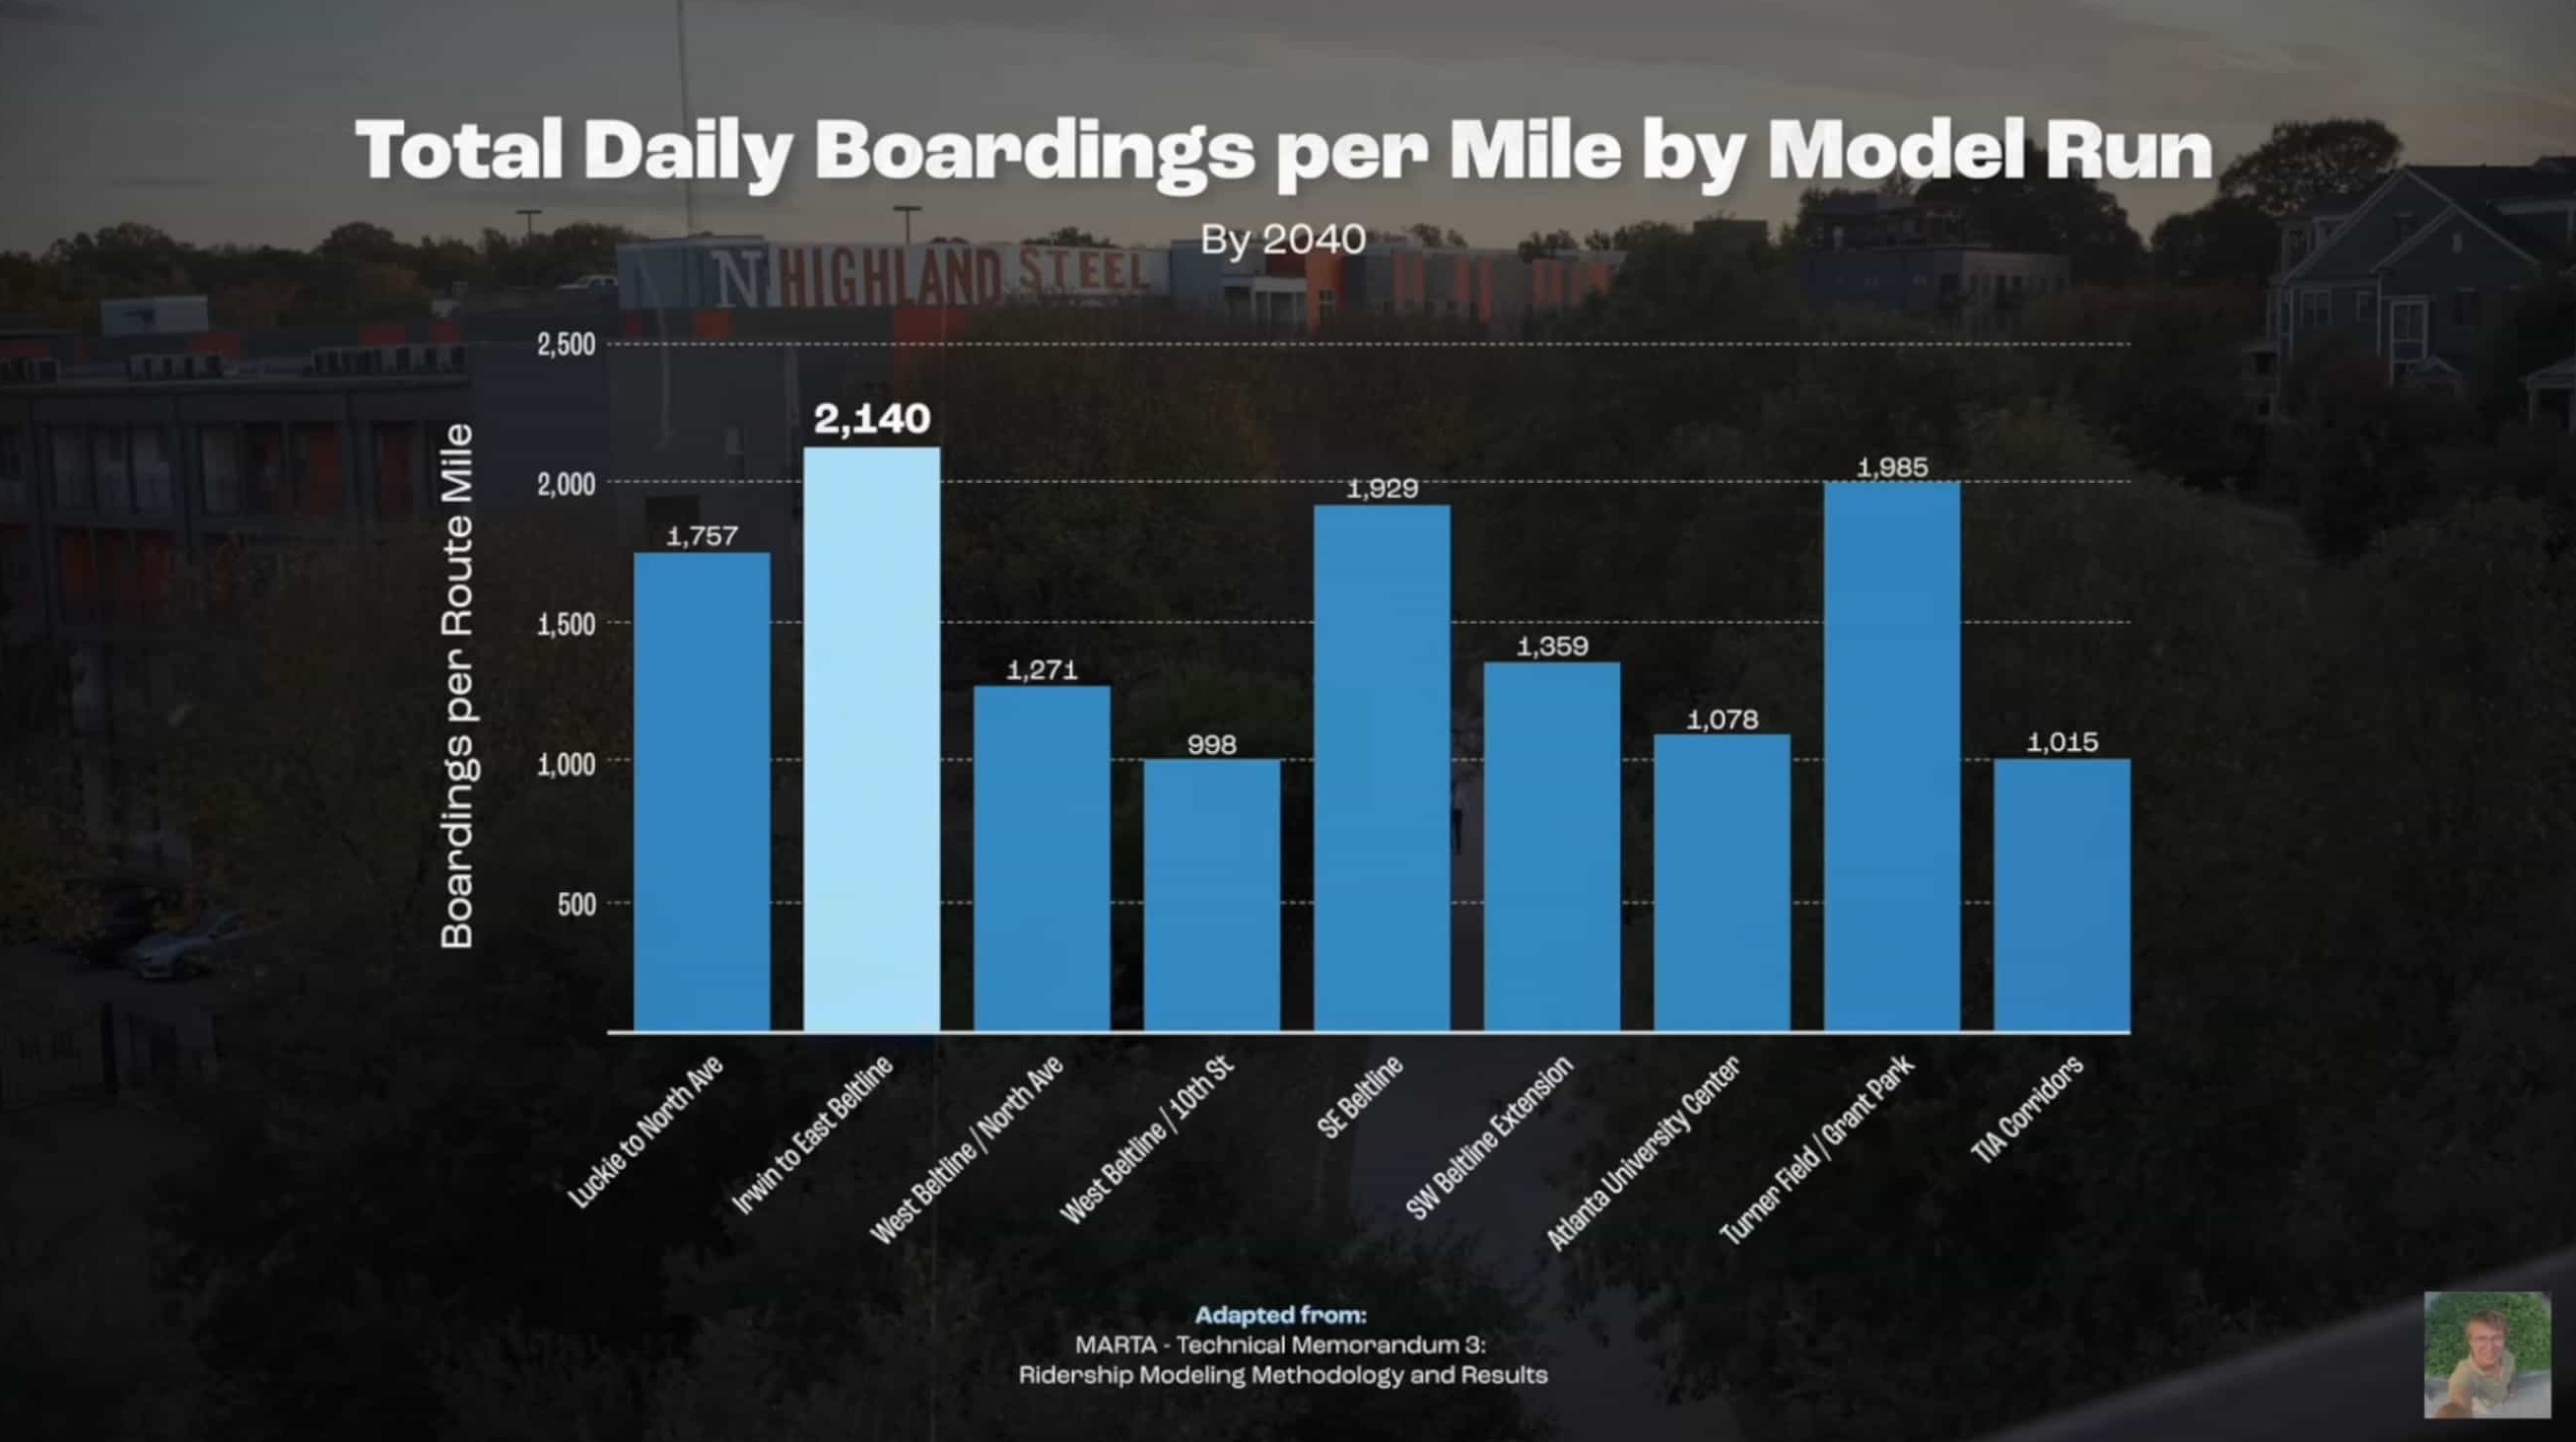 Total Daily Boardings per Mile by Model Run
By 2040
N HIGHLAND STEEL
Boardings per Route Mile
2,500
2,000
1,500
1,000
500
1,757
2,140
1,271
998
1,929
1,359
1,078
1,985
1,015
Luckie to North Ave
Irwin to East Beltline
West Beltline / North Ave
West Beltline / 10th St
SE Beltline
SW Beltline Extension
Atlanta University Center
Turner Field / Grant Park
TIA Corridors
Adapted from:
MARTA - Technical Memorandum 3:
Ridership Modeling Methodology and Results